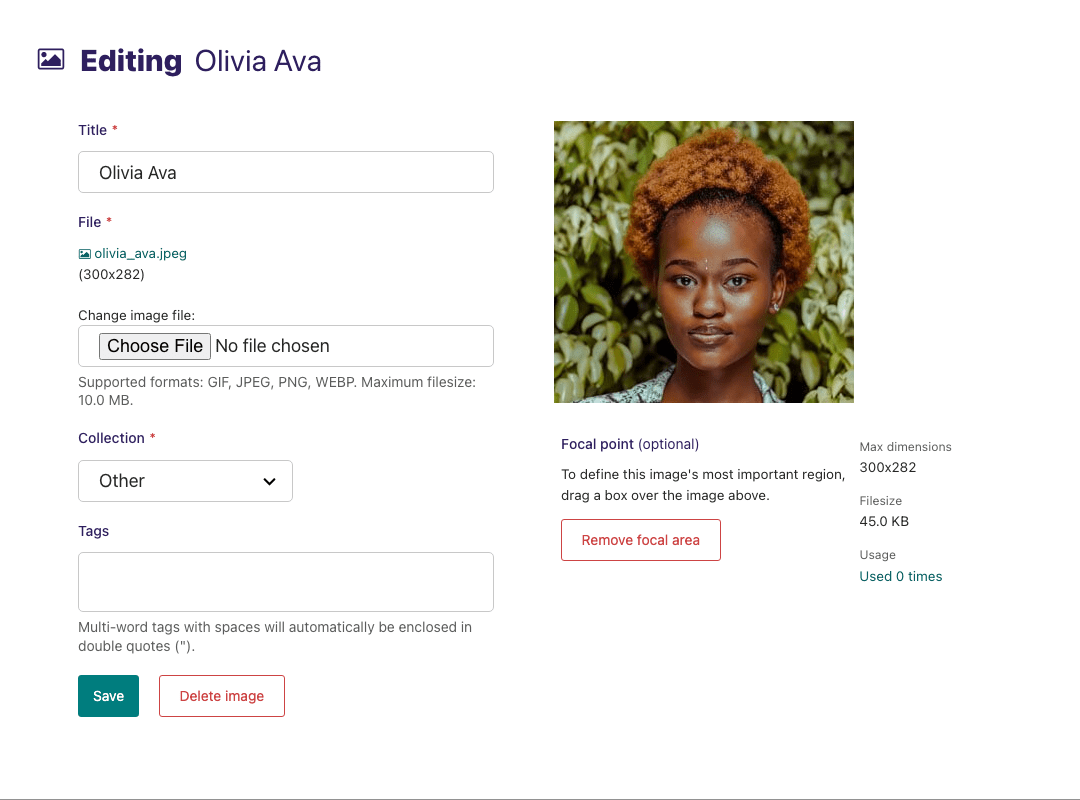 Editing Olivia Ava
Title *
Olivia Ava
File *
olivia_ava.jpeg
(300x282)
Change image file:
Choose File No file chosen
Supported formats: GIF, JPEG, PNG, WEBP. Maximum filesize:
10.0 MB.
Collection *
Other
Tags
Multi-word tags with spaces will automatically be enclosed in
double quotes (").
Save
Delete image
Focal point (optional)
To define this image's most important region,
drag a box over the image above.
Remove focal area
Max dimensions
300x282
Filesize
45.0 KB
Usage
Used 0 times